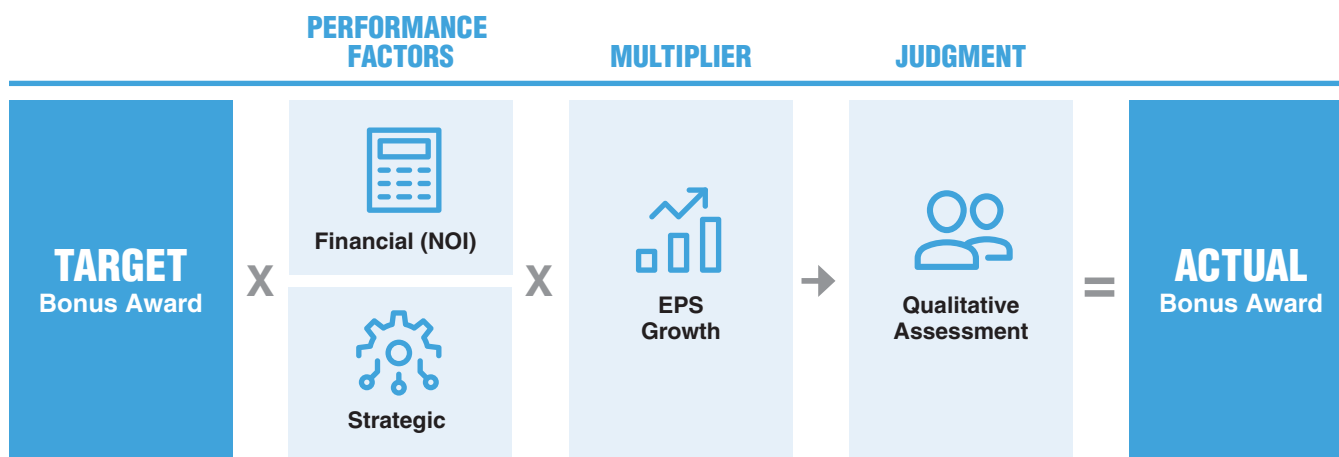 PERFORMANCE
FACTORS
MULTIPLIER
JUDGMENT
TARGET
Bonus Award
X
Financial (NOI)
Strategic
X
EPS
Growth
Qualitative
Assessment
=
ACTUAL
Bonus Award